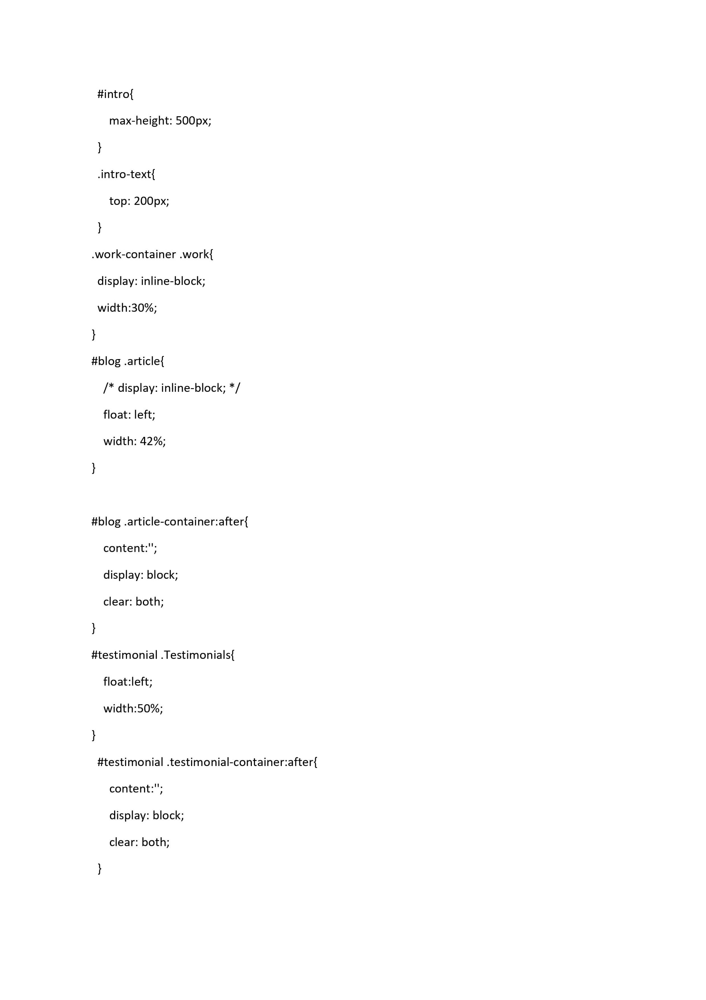 #intro{
max-height: 500px;
}
.intro-text{
top: 200px;
}
.work-container .work{
display: inline-block;
width:30%;
}
#blog .article{
/* display: inline-block; */
float: left;
width: 42%;
}
#blog .article-container:after{
content:'';
display: block;
clear: both;
}
#testimonial .Testimonials{
float:left;
width:50%;
}
#testimonial .testimonial-container:after{
content:'';
display: block;
clear: both;
}